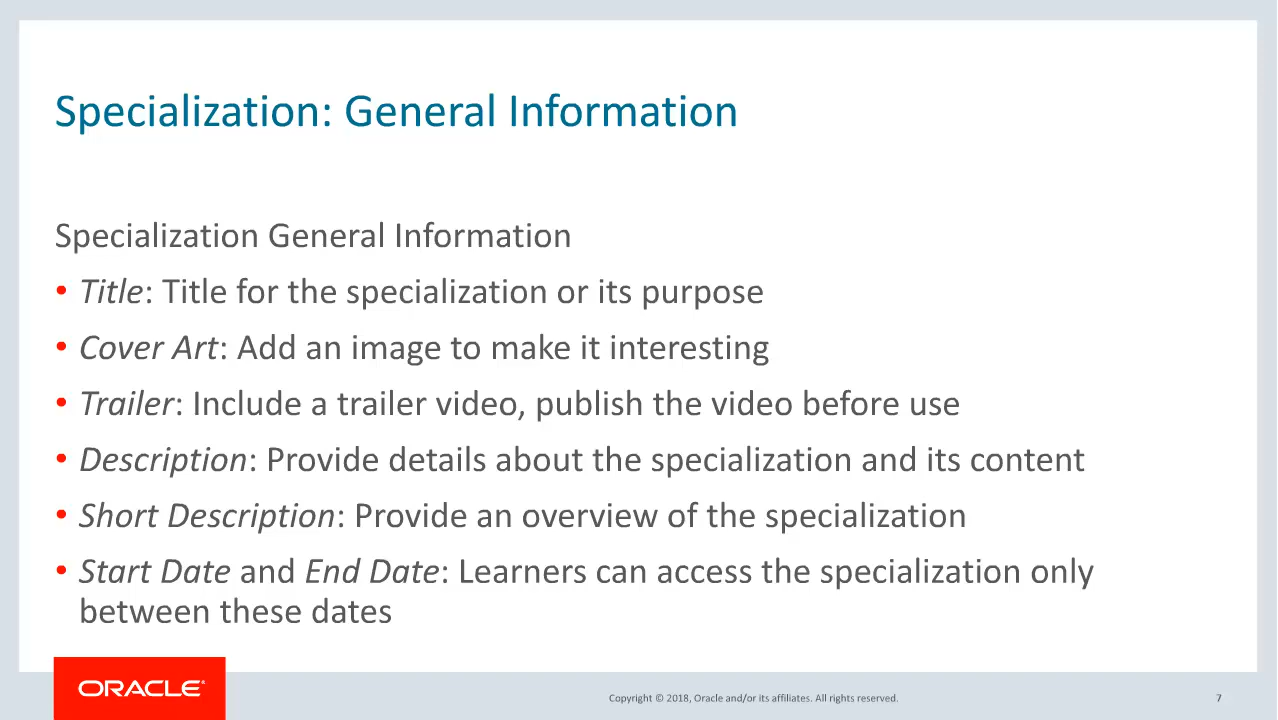 Specialization: General Information
Specialization General Information
• Title: Title for the specialization or its purpose
• Cover Art: Add an image to make it interesting
• Trailer: Include a trailer video, publish the video before use
• Description: Provide details about the specialization and its content
• Short Description: Provide an overview of the specialization
• Start Date and End Date: Learners can access the specialization only
between these dates
ORACLE®
Copyright © 2018, Oracle and/or its affiliates. All rights reserved.
7